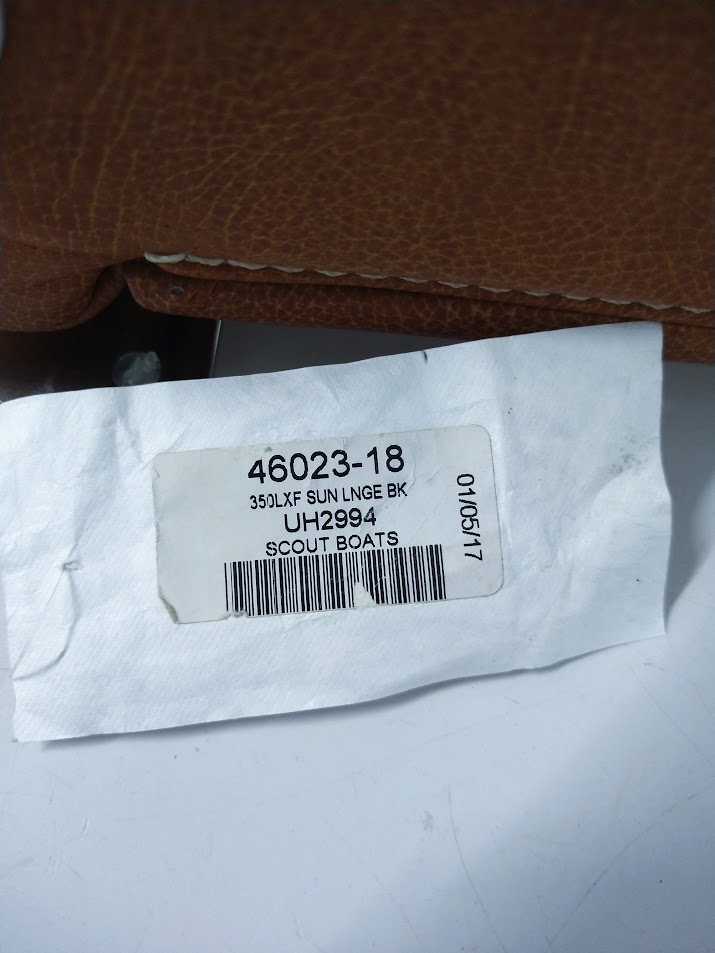 46023-18
350LXF SUN LNGE BK
UH2994
SCOUT BOATS
01/05/17